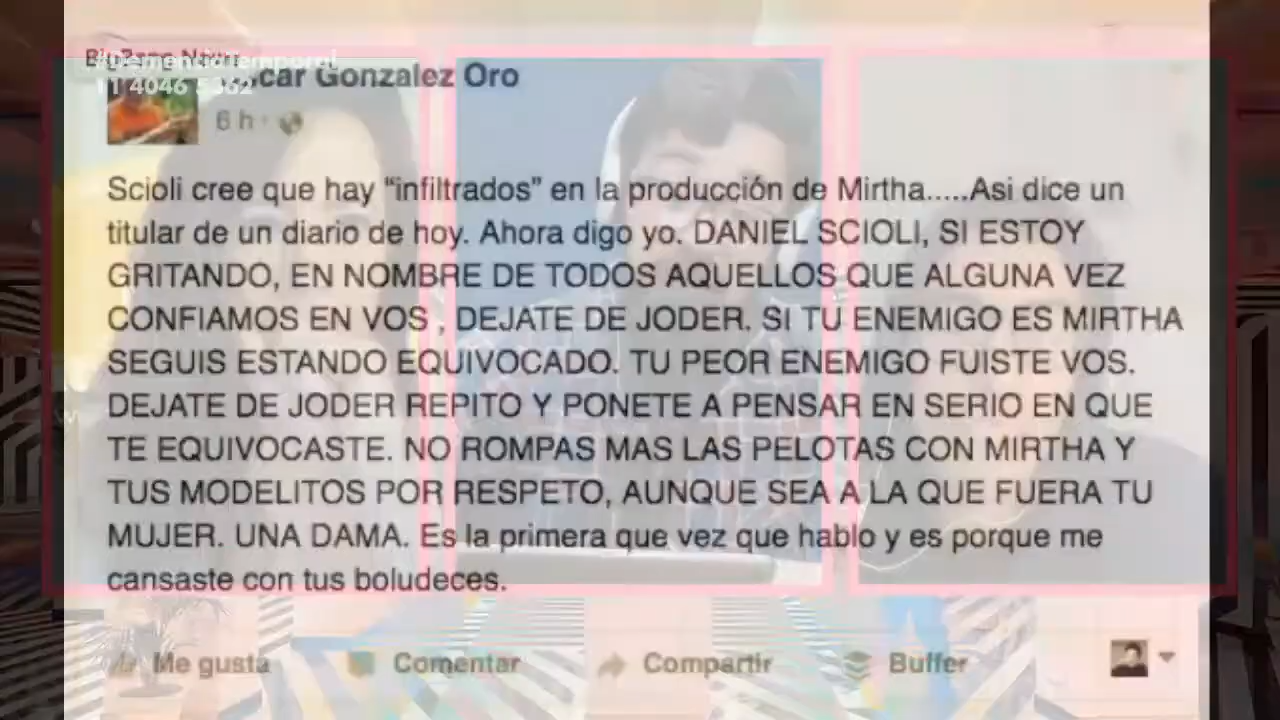 #DemenciaTemporal
11 4046 5362
Oscar Gonzalez Oro
6 h ·
Scioli cree que hay “infiltrados” en la producción de Mirtha.....Asi dice un
titular de un diario de hoy. Ahora digo yo. DANIEL SCIOLI, SI ESTOY
GRITANDO, EN NOMBRE DE TODOS AQUELLOS QUE ALGUNA VEZ
CONFIAMOS EN VOS , DEJATE DE JODER. SI TU ENEMIGO ES MIRTHA
SEGUIS ESTANDO EQUIVOCADO. TU PEOR ENEMIGO FUISTE VOS.
DEJATE DE JODER REPITO Y PONETE A PENSAR EN SERIO EN QUE
TE EQUIVOCASTE. NO ROMPAS MAS LAS PELOTAS CON MIRTHA Y
TUS MODELITOS POR RESPETO, AUNQUE SEA A LA QUE FUERA TU
MUJER. UNA DAMA. Es la primera que vez que hablo y es porque me
cansaste con tus boludeces.
Me gusta Comentar Compartir Buffer